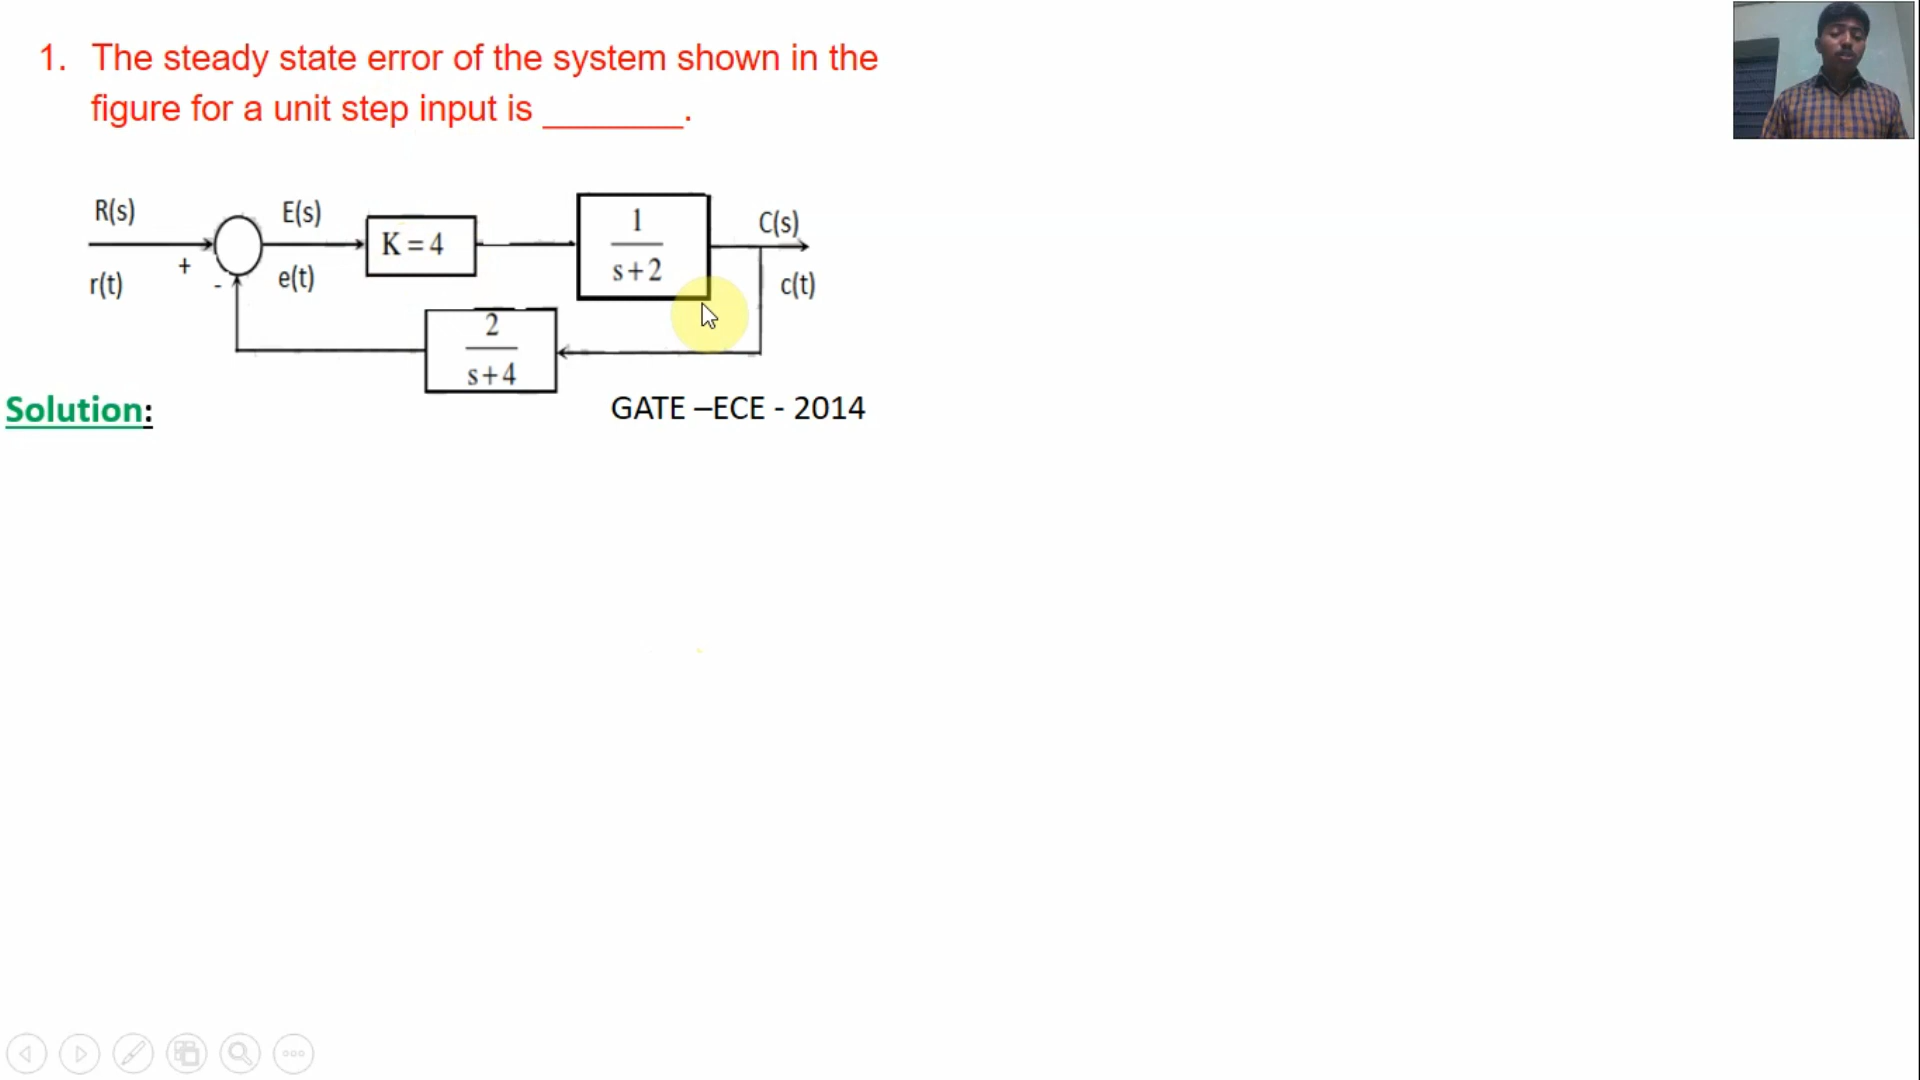 1. The steady state error of the system shown in the
figure for a unit step input is ________.
R(s)
r(t)
+
-
E(s)
e(t)
K = 4
1
s+2
C(s)
c(t)
2
s+4
Solution:
GATE –ECE - 2014